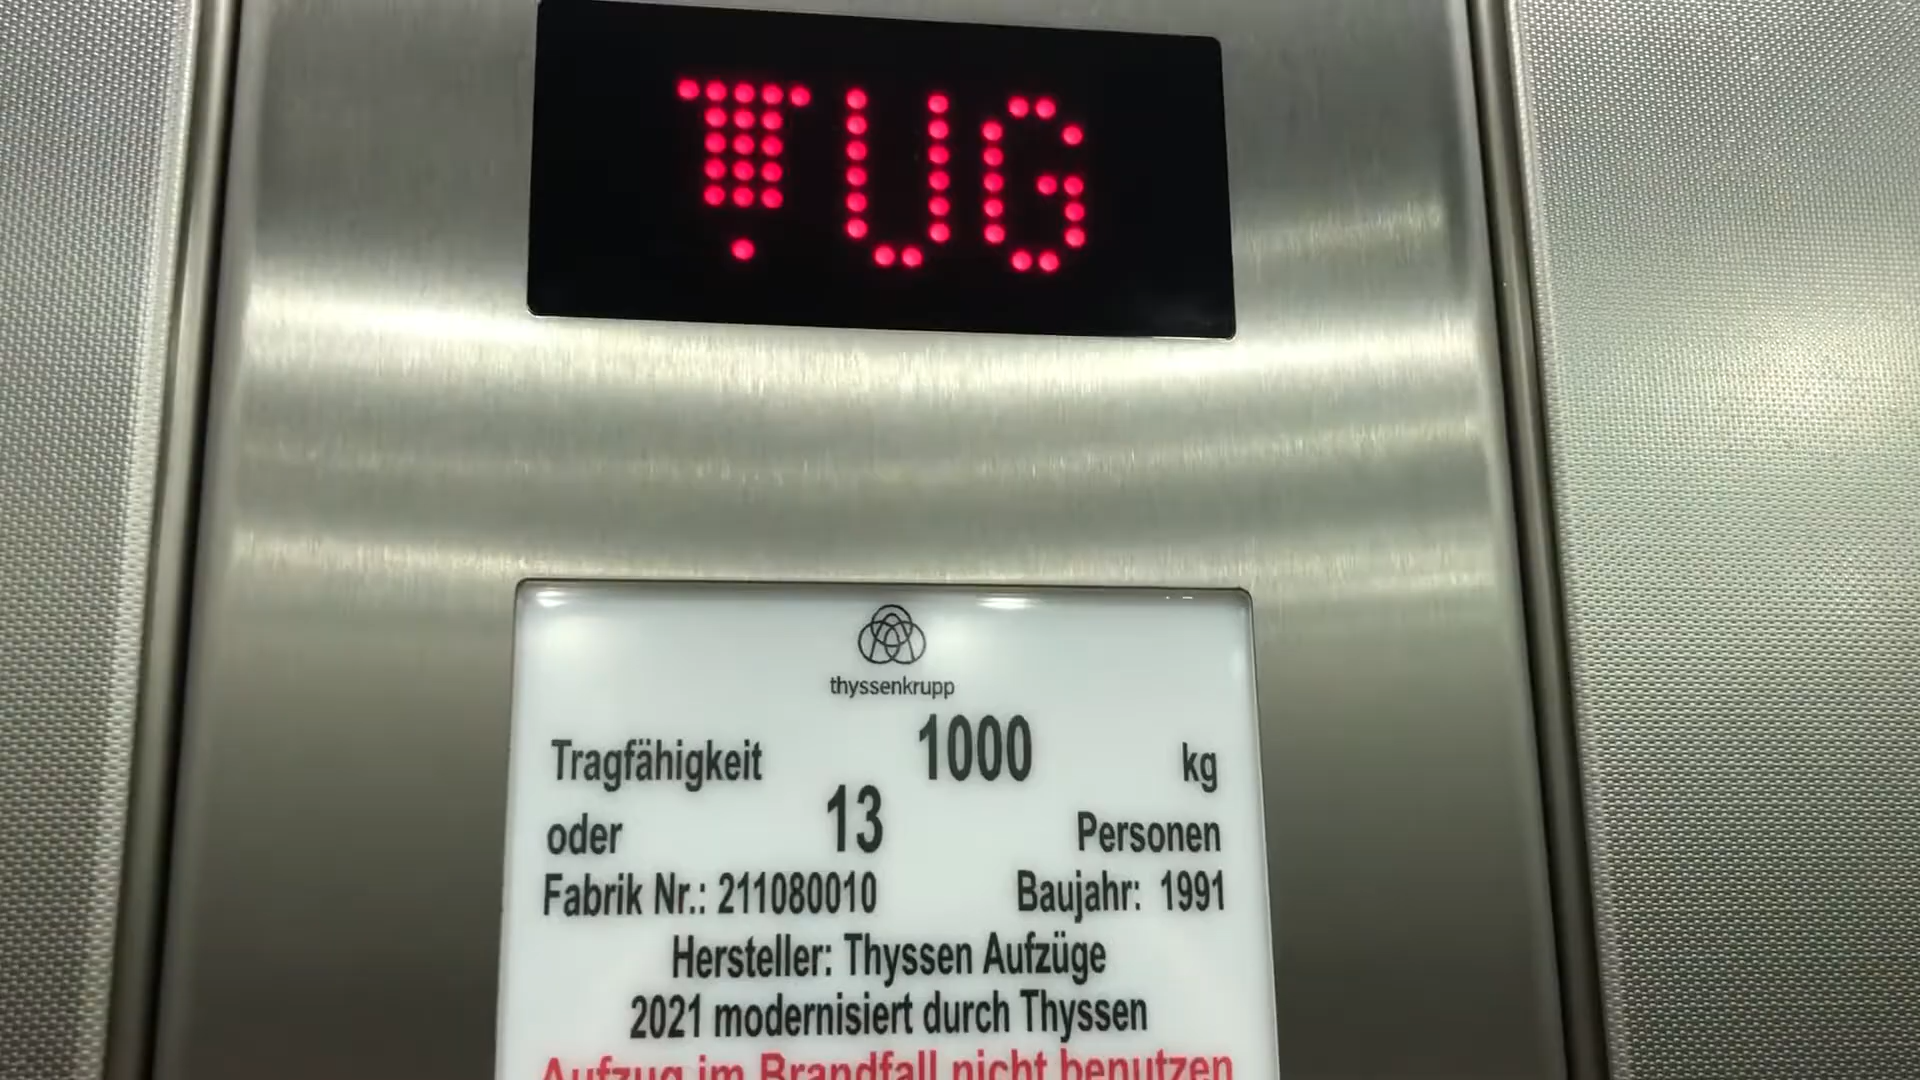 UG
thyssenkrupp
Tragfähigkeit 1000 kg
oder 13 Personen
Fabrik Nr.: 211080010 Baujahr: 1991
Hersteller: Thyssen Aufzüge
2021 modernisiert durch Thyssen
Aufzug im Brandfall nicht benutzen